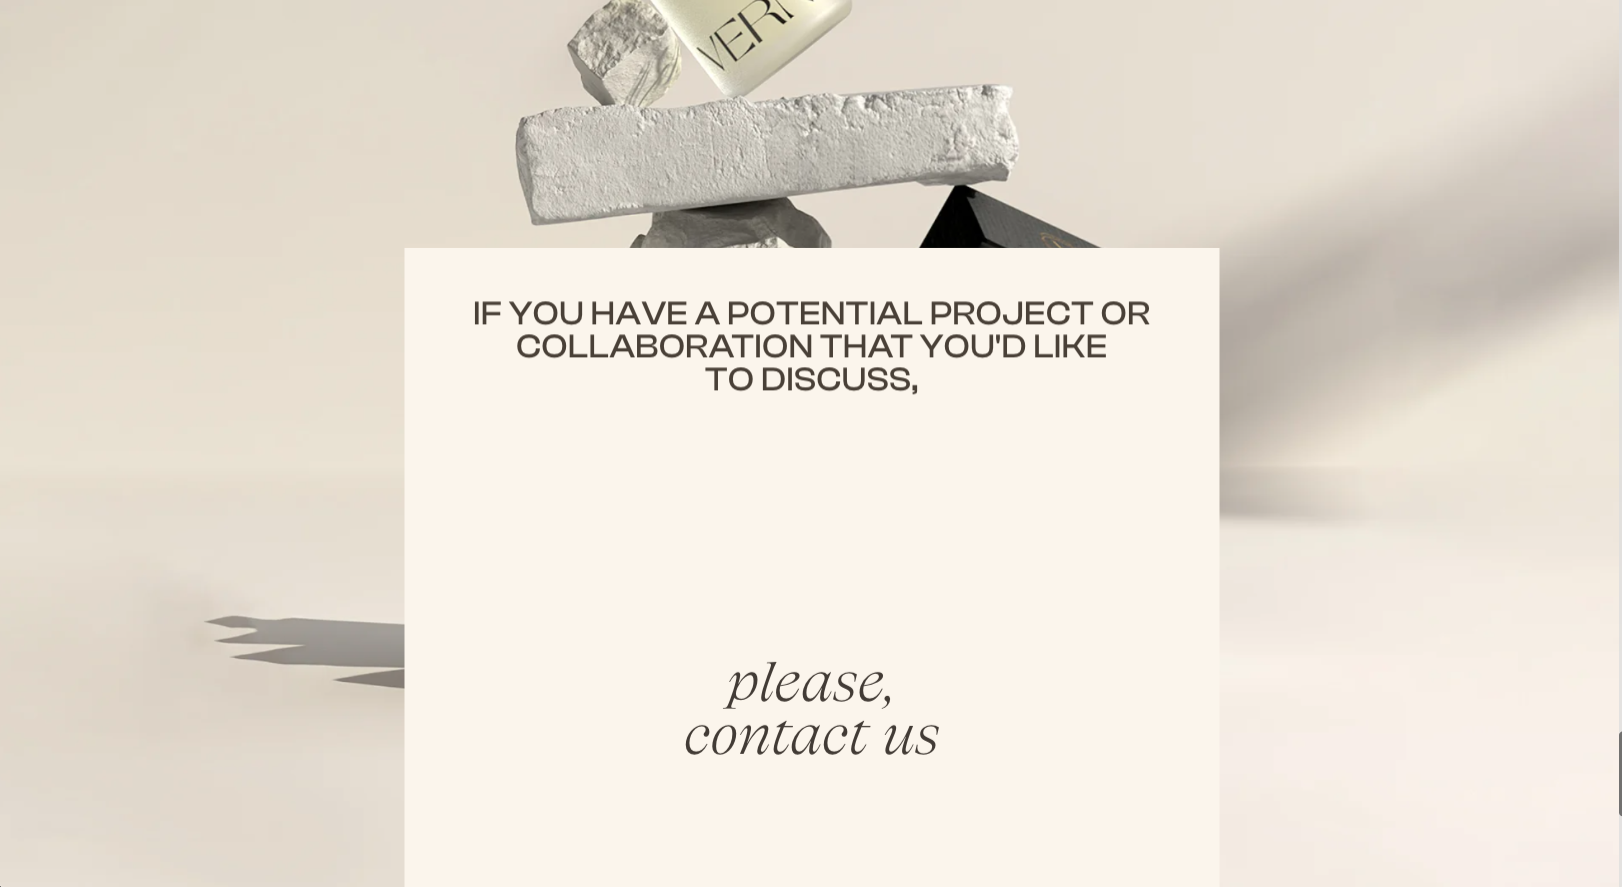 IF YOU HAVE A POTENTIAL PROJECT OR
COLLABORATION THAT YOU'D LIKE
TO DISCUSS,
please,
contact us